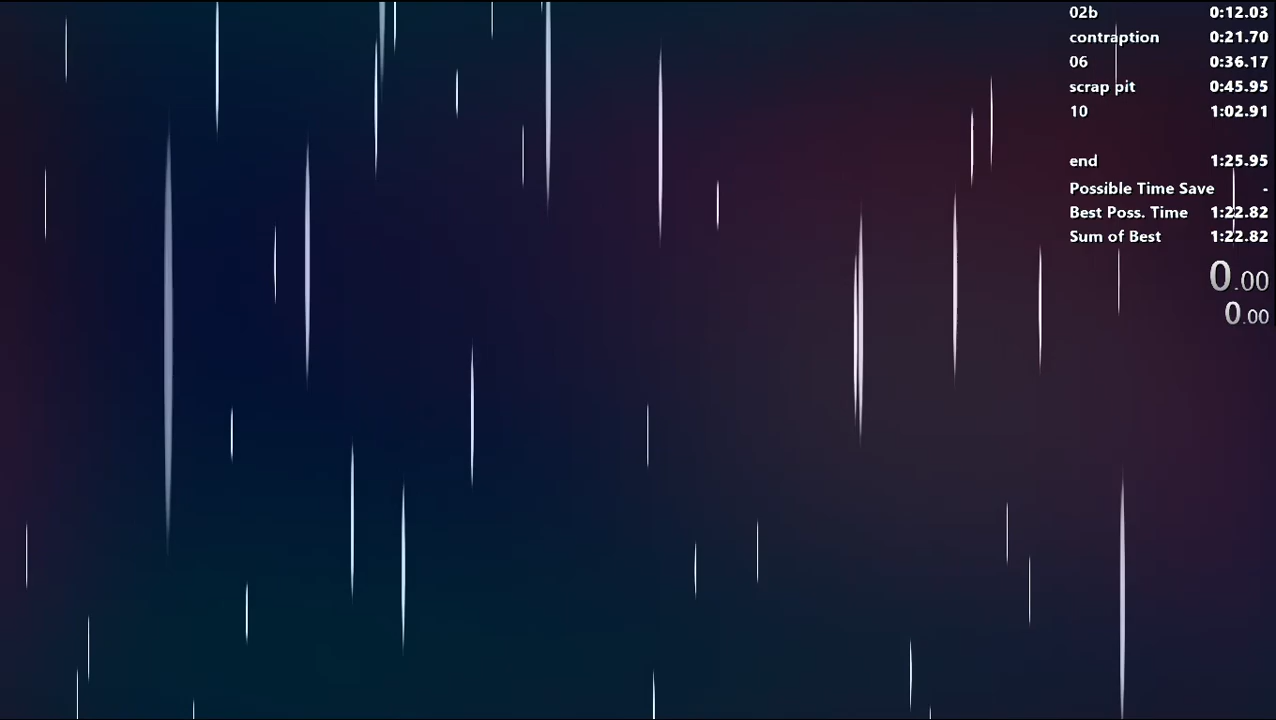 02b 0:12.03
contraption 0:21.70
06 0:36.17
scrap pit 0:45.95
10 1:02.91
end 1:25.95
Possible Time Save -
Best Poss. Time 1:22.82
Sum of Best 1:22.82
0.00
0.00